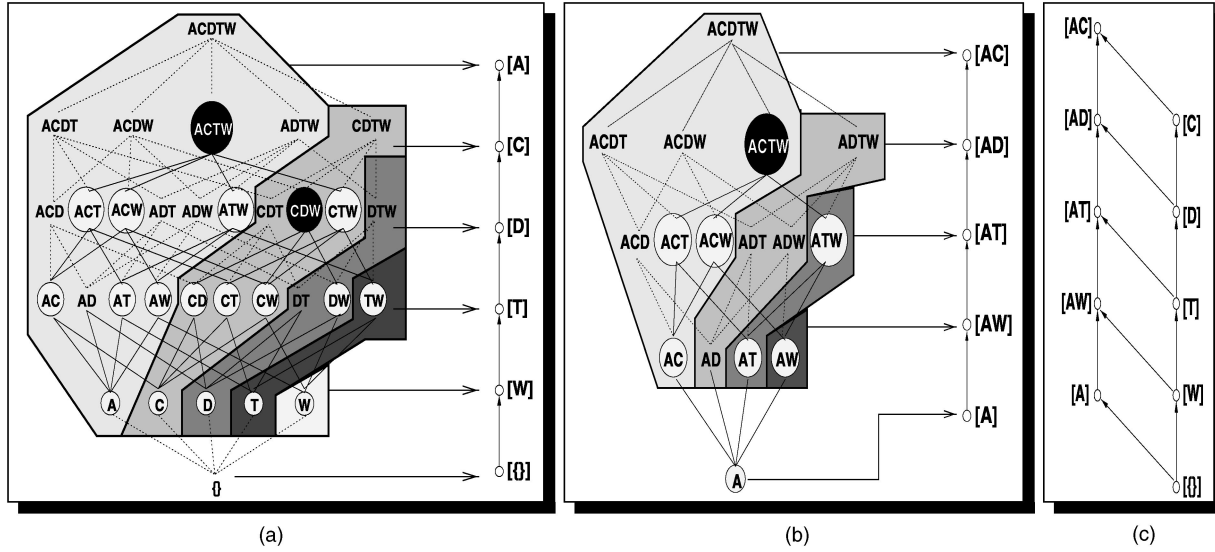 ACDTW
[A]
ACDT ACDW ACTW ADTW CDTW
[C]
ACD ACT ACW ADT ADW ATW CDT CDW CTW DTW
[D]
AC AD AT AW CD CT CW DT DW TW
[T]
[W]
A C D T W
[{}]
{}
(a)
ACDTW
[AC]
ACDT ACDW ACTW ADTW
[AD]
ACD ACT ACW ADT ADW ATW
[AT]
[AW]
AC AD AT AW
[A]
A
(b)
[AC]
[AD]
[C]
[AT]
[D]
[AW]
[T]
[A]
[W]
[{}]
(c)